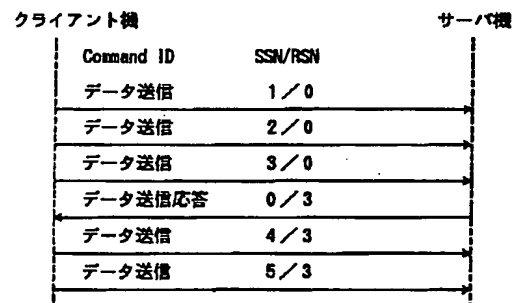 クライアント機 サーバ機
Command ID SSN/RSN
データ送信 1/0
データ送信 2/0
データ送信 3/0
データ送信応答 0/3
データ送信 4/3
データ送信 5/3